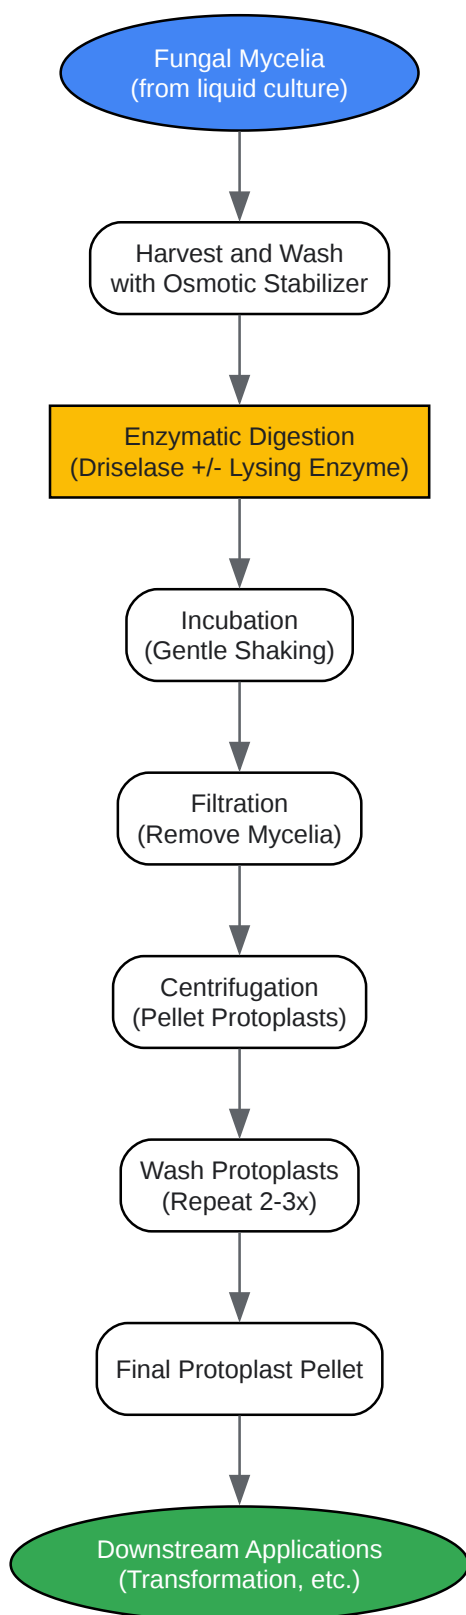 Fungal Mycelia
(from liquid culture)
Harvest and Wash
with Osmotic Stabilizer
Enzymatic Digestion
(Driselase +/- Lysing Enzyme)
Incubation
(Gentle Shaking)
Filtration
(Remove Mycelia)
Centrifugation
(Pellet Protoplasts)
Wash Protoplasts
(Repeat 2-3x)
Final Protoplast Pellet
Downstream Applications
(Transformation, etc.)